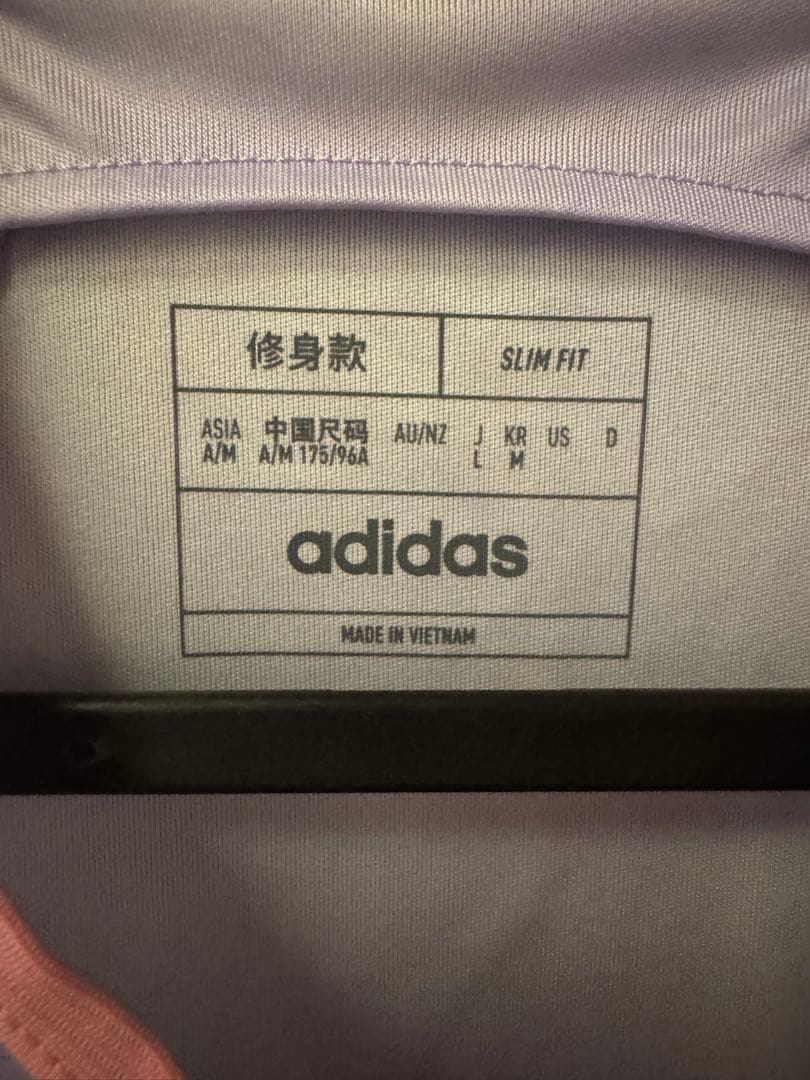 修身款 SLIM FIT
ASIA 中国尺码 AU/NZ J KR US D
A/M A/M 175/96A L M
adidas
MADE IN VIETNAM